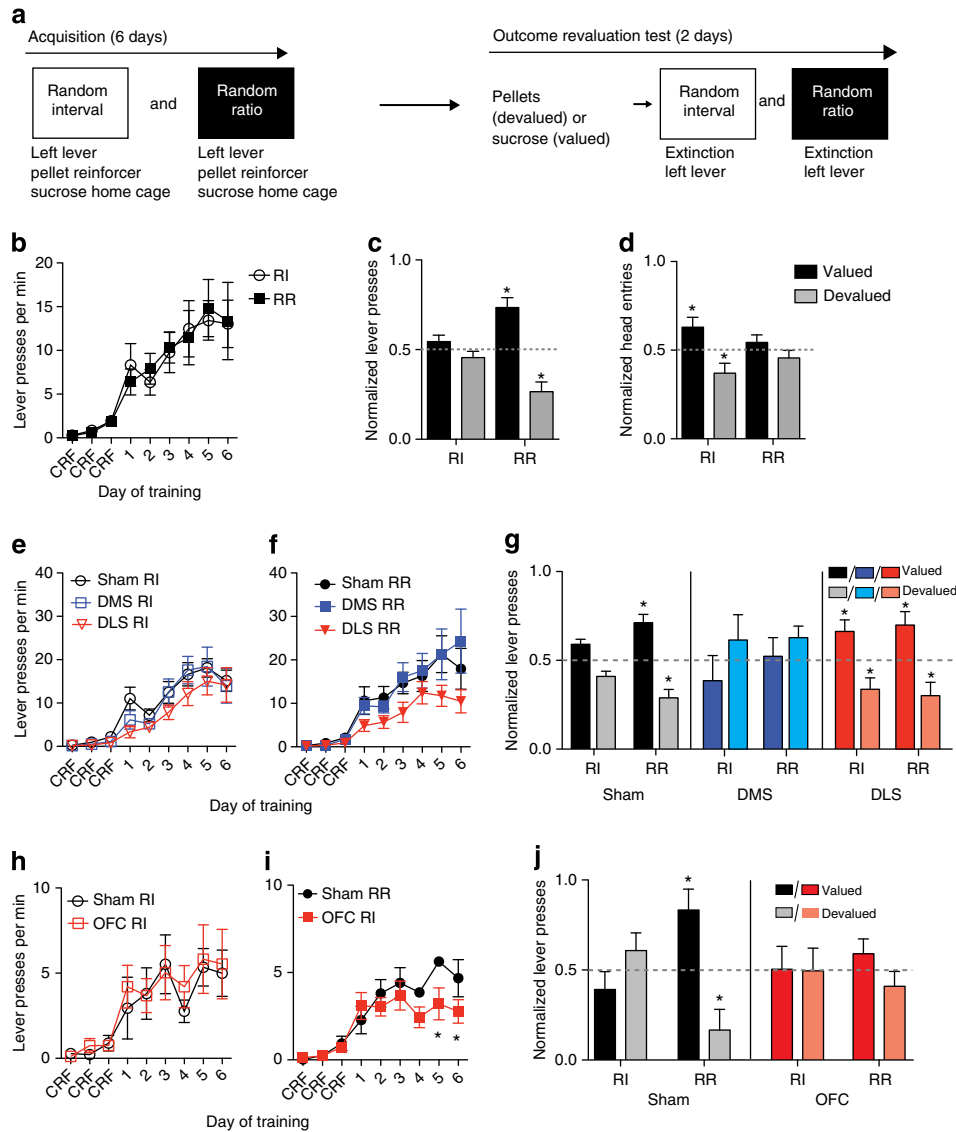 a
Acquisition (6 days)
Outcome revaluation test (2 days)
Random
interval
and
Random
ratio
Left lever
pellet reinforcer
sucrose home cage
Left lever
pellet reinforcer
sucrose home cage
Pellets
(devalued) or
sucrose (valued)
Random
interval
and
Random
ratio
Extinction
left lever
Extinction
left lever
b
Lever presses per min
20
15
10
5
0
RI
RR
CRF
CRF
CRF
1
2
3
4
5
6
Day of training
c
Normalized lever presses
1.0
0.5
0.0
*
*
RI
RR
d
Normalized head entries
1.0
0.5
0.0
*
*
Valued
Devalued
RI
RR
e
Lever presses per min
40
30
20
10
0
Sham RI
DMS RI
DLS RI
CRF
CRF
CRF
1
2
3
4
5
6
f
40
30
20
10
0
Sham RR
DMS RR
DLS RR
CRF
CRF
CRF
1
2
3
4
5
6
Day of training
g
Normalized lever presses
1.0
0.5
0.0
/ / Valued
/ / Devalued
*
*
*
*
*
*
RI
RR
RI
RR
RI
RR
Sham
DMS
DLS
h
Lever presses per min
10
5
0
Sham RI
OFC RI
CRF
CRF
CRF
1
2
3
4
5
6
i
10
5
0
Sham RR
OFC RI
* *
CRF
CRF
CRF
1
2
3
4
5
6
Day of training
j
Normalized lever presses
1.0
0.5
0.0
*
*
/ Valued
/ Devalued
RI
RR
RI
RR
Sham
OFC